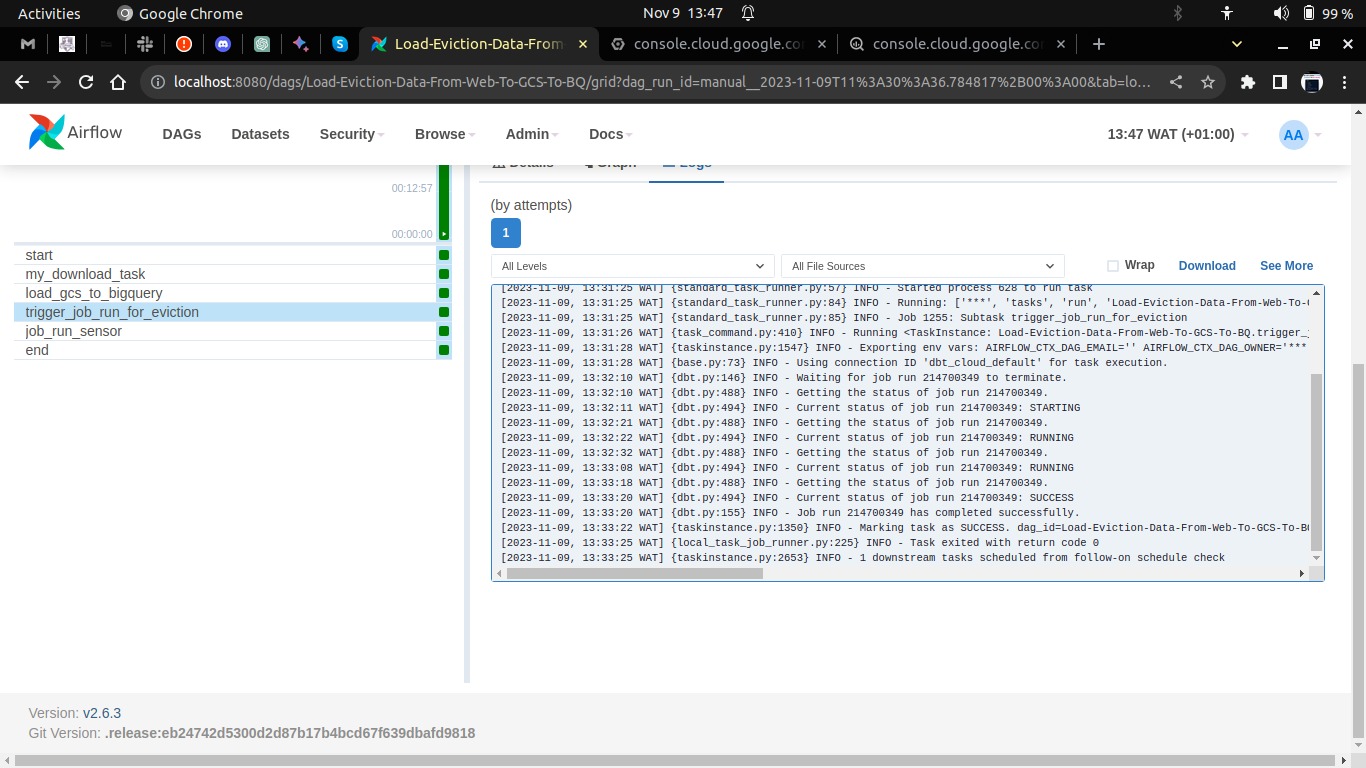 Activities
Google Chrome
Nov 9 13:47
99 %
Load-Eviction-Data-From-
console.cloud.google.co
console.cloud.google.co
localhost:8080/dags/Load-Eviction-Data-From-Web-To-GCS-To-BQ/grid?dag_run_id=manual__2023-11-09T11%3A30%3A36.784817%2B00%3A00&tab=lo...
Airflow
DAGs
Datasets
Security
Browse
Admin
Docs
13:47 WAT (+01:00)
AA
Details
Graph
Logs
00:12:57
00:00:00
start
my_download_task
load_gcs_to_bigquery
trigger_job_run_for_eviction
job_run_sensor
end
(by attempts)
1
All Levels
All File Sources
Wrap
Download
See More
[2023-11-09, 13:31:25 WAT] {standard_task_runner.py:57} INFO - Started process 628 to run task
[2023-11-09, 13:31:25 WAT] {standard_task_runner.py:84} INFO - Running: ['***', 'tasks', 'run', 'Load-Eviction-Data-From-Web-To-G
[2023-11-09, 13:31:25 WAT] {standard_task_runner.py:85} INFO - Job 1255: Subtask trigger_job_run_for_eviction
[2023-11-09, 13:31:26 WAT] {task_command.py:410} INFO - Running <TaskInstance: Load-Eviction-Data-From-Web-To-GCS-To-BQ.trigger_j
[2023-11-09, 13:31:28 WAT] {taskinstance.py:1547} INFO - Exporting env vars: AIRFLOW_CTX_DAG_EMAIL='' AIRFLOW_CTX_DAG_OWNER='***
[2023-11-09, 13:31:28 WAT] {base.py:73} INFO - Using connection ID 'dbt_cloud_default' for task execution.
[2023-11-09, 13:32:10 WAT] {dbt.py:146} INFO - Waiting for job run 214700349 to terminate.
[2023-11-09, 13:32:10 WAT] {dbt.py:488} INFO - Getting the status of job run 214700349.
[2023-11-09, 13:32:11 WAT] {dbt.py:494} INFO - Current status of job run 214700349: STARTING
[2023-11-09, 13:32:21 WAT] {dbt.py:488} INFO - Getting the status of job run 214700349.
[2023-11-09, 13:32:22 WAT] {dbt.py:494} INFO - Current status of job run 214700349: RUNNING
[2023-11-09, 13:32:32 WAT] {dbt.py:488} INFO - Getting the status of job run 214700349.
[2023-11-09, 13:33:08 WAT] {dbt.py:494} INFO - Current status of job run 214700349: RUNNING
[2023-11-09, 13:33:18 WAT] {dbt.py:488} INFO - Getting the status of job run 214700349.
[2023-11-09, 13:33:20 WAT] {dbt.py:494} INFO - Current status of job run 214700349: SUCCESS
[2023-11-09, 13:33:20 WAT] {dbt.py:155} INFO - Job run 214700349 has completed successfully.
[2023-11-09, 13:33:22 WAT] {taskinstance.py:1350} INFO - Marking task as SUCCESS. dag_id=Load-Eviction-Data-From-Web-To-GCS-To-BQ
[2023-11-09, 13:33:25 WAT] {local_task_job_runner.py:225} INFO - Task exited with return code 0
[2023-11-09, 13:33:25 WAT] {taskinstance.py:2653} INFO - 1 downstream tasks scheduled from follow-on schedule check
Version: v2.6.3
Git Version: .release:eb24742d5300d2d87b17b4bcd67f639dbafd9818